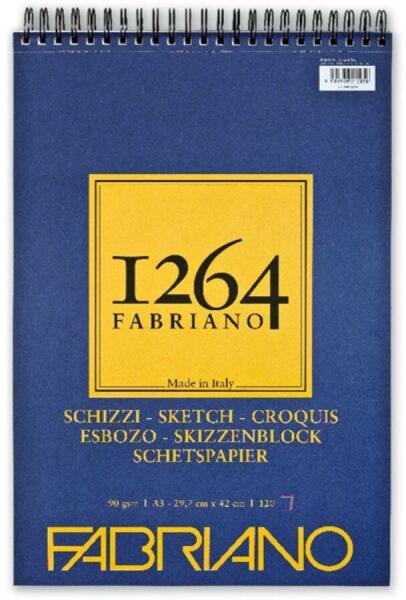 1264
FABRIANO
Made in Italy
SCHIZZI - SKETCH - CROQUIS
ESBOZO - SKIZZENBLOCK
SCHETSPAPIER
90 gsm | A3 - 29,7 cm x 42 cm | 120
FABRIANO